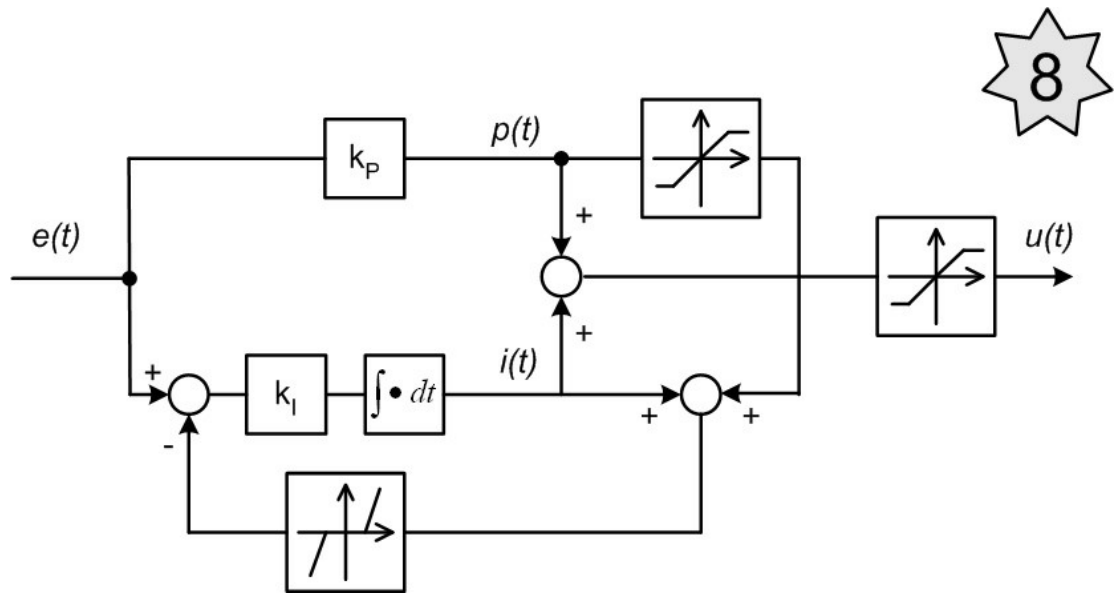 8
p(t)
k_P
+
e(t)
u(t)
+
i(t)
+
k_I
∫ • dt
+
+
-